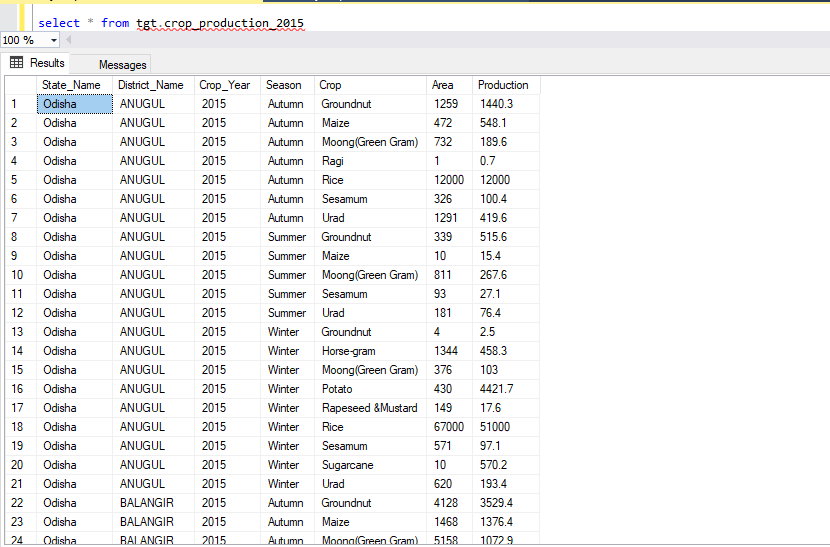 select * from tgt.crop_production_2015
100 %
Results Messages
State_Name District_Name Crop_Year Season Crop Area Production
1 Odisha ANUGUL 2015 Autumn Groundnut 1259 1440.3
2 Odisha ANUGUL 2015 Autumn Maize 472 548.1
3 Odisha ANUGUL 2015 Autumn Moong(Green Gram) 732 189.6
4 Odisha ANUGUL 2015 Autumn Ragi 1 0.7
5 Odisha ANUGUL 2015 Autumn Rice 12000 12000
6 Odisha ANUGUL 2015 Autumn Sesamum 326 100.4
7 Odisha ANUGUL 2015 Autumn Urad 1291 419.6
8 Odisha ANUGUL 2015 Summer Groundnut 339 515.6
9 Odisha ANUGUL 2015 Summer Maize 10 15.4
10 Odisha ANUGUL 2015 Summer Moong(Green Gram) 811 267.6
11 Odisha ANUGUL 2015 Summer Sesamum 93 27.1
12 Odisha ANUGUL 2015 Summer Urad 181 76.4
13 Odisha ANUGUL 2015 Winter Groundnut 4 2.5
14 Odisha ANUGUL 2015 Winter Horse-gram 1344 458.3
15 Odisha ANUGUL 2015 Winter Moong(Green Gram) 376 103
16 Odisha ANUGUL 2015 Winter Potato 430 4421.7
17 Odisha ANUGUL 2015 Winter Rapeseed &Mustard 149 17.6
18 Odisha ANUGUL 2015 Winter Rice 67000 51000
19 Odisha ANUGUL 2015 Winter Sesamum 571 97.1
20 Odisha ANUGUL 2015 Winter Sugarcane 10 570.2
21 Odisha ANUGUL 2015 Winter Urad 620 193.4
22 Odisha BALANGIR 2015 Autumn Groundnut 4128 3529.4
23 Odisha BALANGIR 2015 Autumn Maize 1468 1376.4
24 Odisha BALANGIR 2015 Autumn Moong(Green Gram) 5158 1072.9